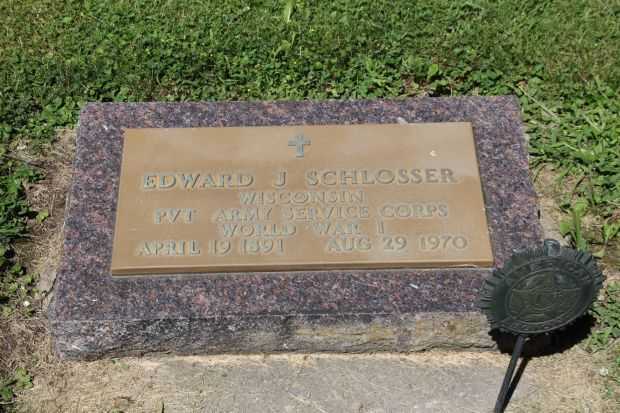 EDWARD J SCHLOSSER
WISCONSIN
PVT ARMY SERVICE CORPS
WORLD WAR I
APRIL 19 1891 AUG 29 1970